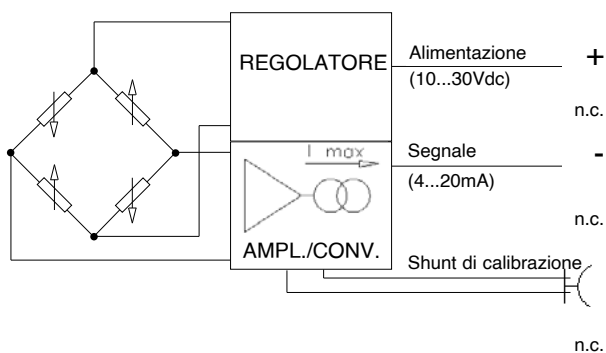 REGOLATORE
Alimentazione
+
(10...30Vdc)
n.c.
I max
Segnale
-
(4...20mA)
n.c.
AMPL./CONV.
Shunt di calibrazione
n.c.